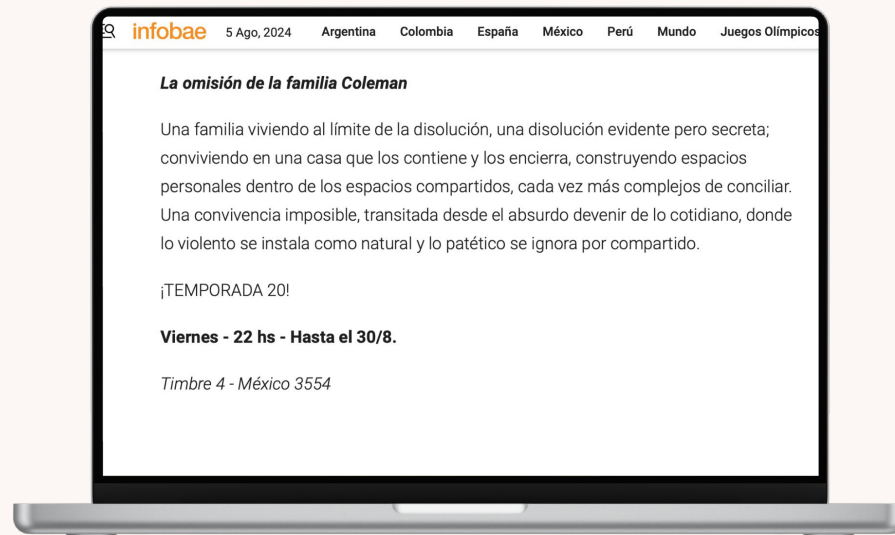 infobae 5 Ago, 2024 Argentina Colombia España México Perú Mundo Juegos Olímpicos
La omisión de la familia Coleman
Una familia viviendo al límite de la disolución, una disolución evidente pero secreta;
conviviendo en una casa que los contiene y los encierra, construyendo espacios
personales dentro de los espacios compartidos, cada vez más complejos de conciliar.
Una convivencia imposible, transitada desde el absurdo devenir de lo cotidiano, donde
lo violento se instala como natural y lo patético se ignora por compartido.
¡TEMPORADA 20!
Viernes - 22 hs - Hasta el 30/8.
Timbre 4 - México 3554